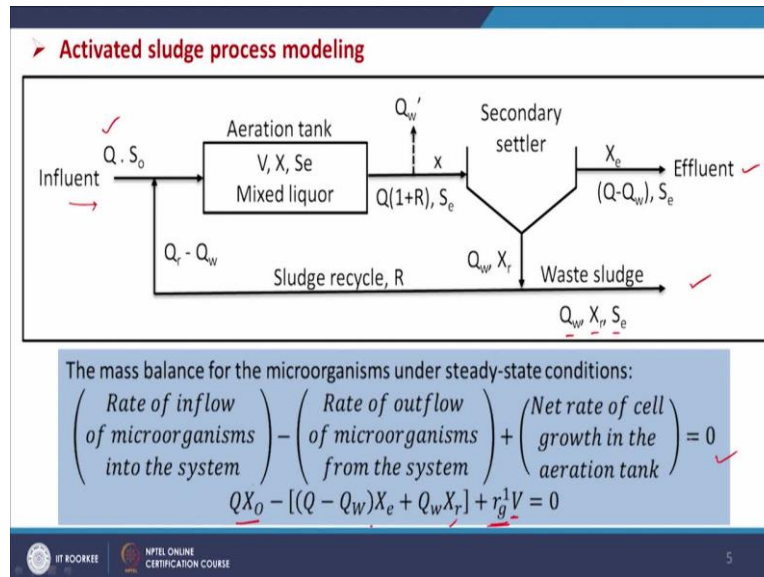 ➤ Activated sludge process modeling
Q_w'
Secondary
settler
Aeration tank
Q . S_o
V, X, Se
Mixed liquor
x
X_e
Influent
Effluent
Q(1+R), S_e
(Q-Q_w), S_e
Q_r - Q_w
Q_w, X_r
Waste sludge
Sludge recycle, R
Q_w, X_r, S_e
The mass balance for the microorganisms under steady-state conditions:
(Rate of inflow of microorganisms into the system) − (Rate of outflow of microorganisms from the system) + (Net rate of cell growth in the aeration tank) = 0
QX_O − [(Q − Q_W)X_e + Q_wX_r] + r_g^1V = 0
IIT ROORKEE
NPTEL ONLINE
CERTIFICATION COURSE
5